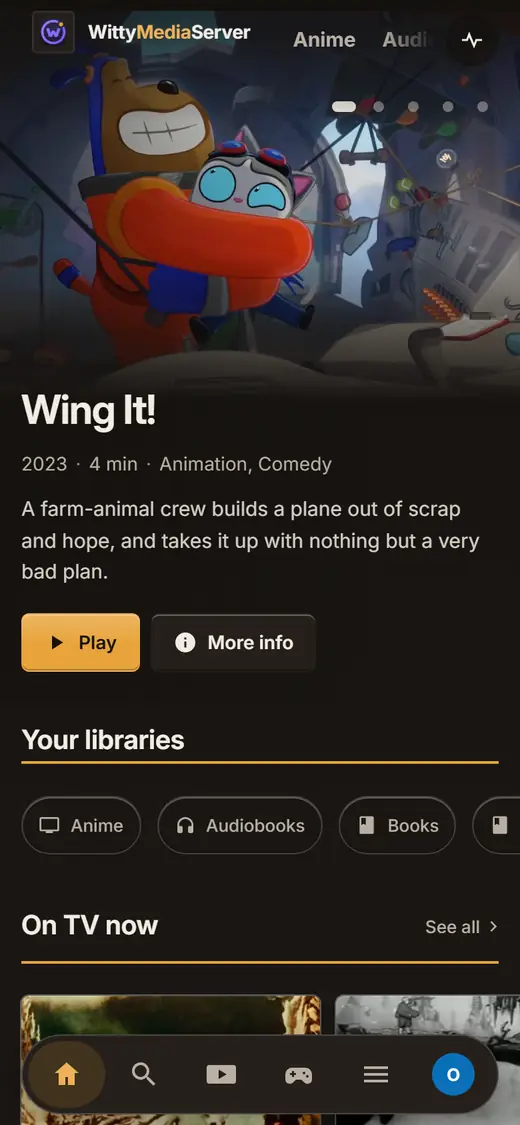 WittyMediaServer
Anime
Wing It!
2023 · 4 min · Animation, Comedy
A farm-animal crew builds a plane out of scrap
and hope, and takes it up with nothing but a very
bad plan.
Play
More info
Your libraries
Anime
Audiobooks
Books
On TV now
See all
O